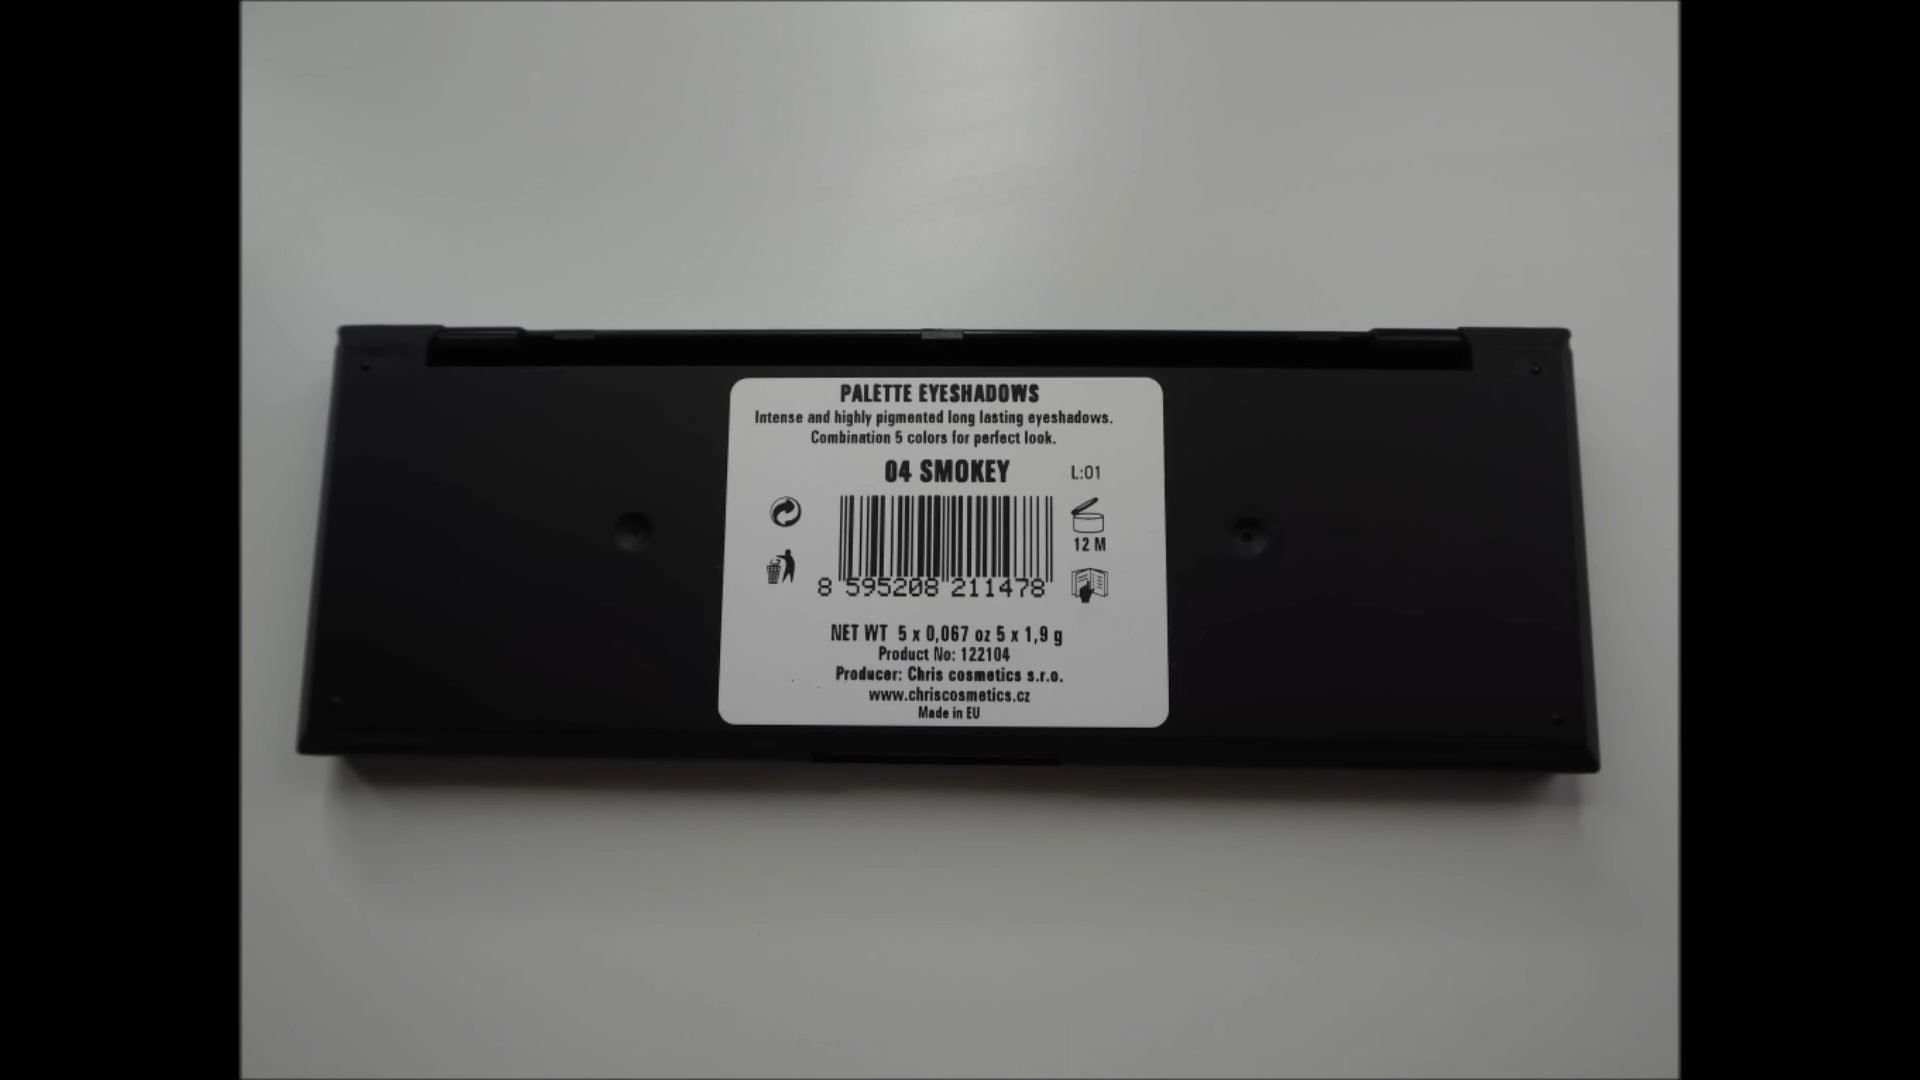 PALETTE EYESHADOWS
Intense and highly pigmented long lasting eyeshadows.
Combination 5 colors for perfect look.
04 SMOKEY
L:01
12 M
8 595208 211478
NET WT 5 x 0,067 oz 5 x 1,9 g
Product No: 122104
Producer: Chris cosmetics s.r.o.
www.chriscosmetics.cz
Made in EU